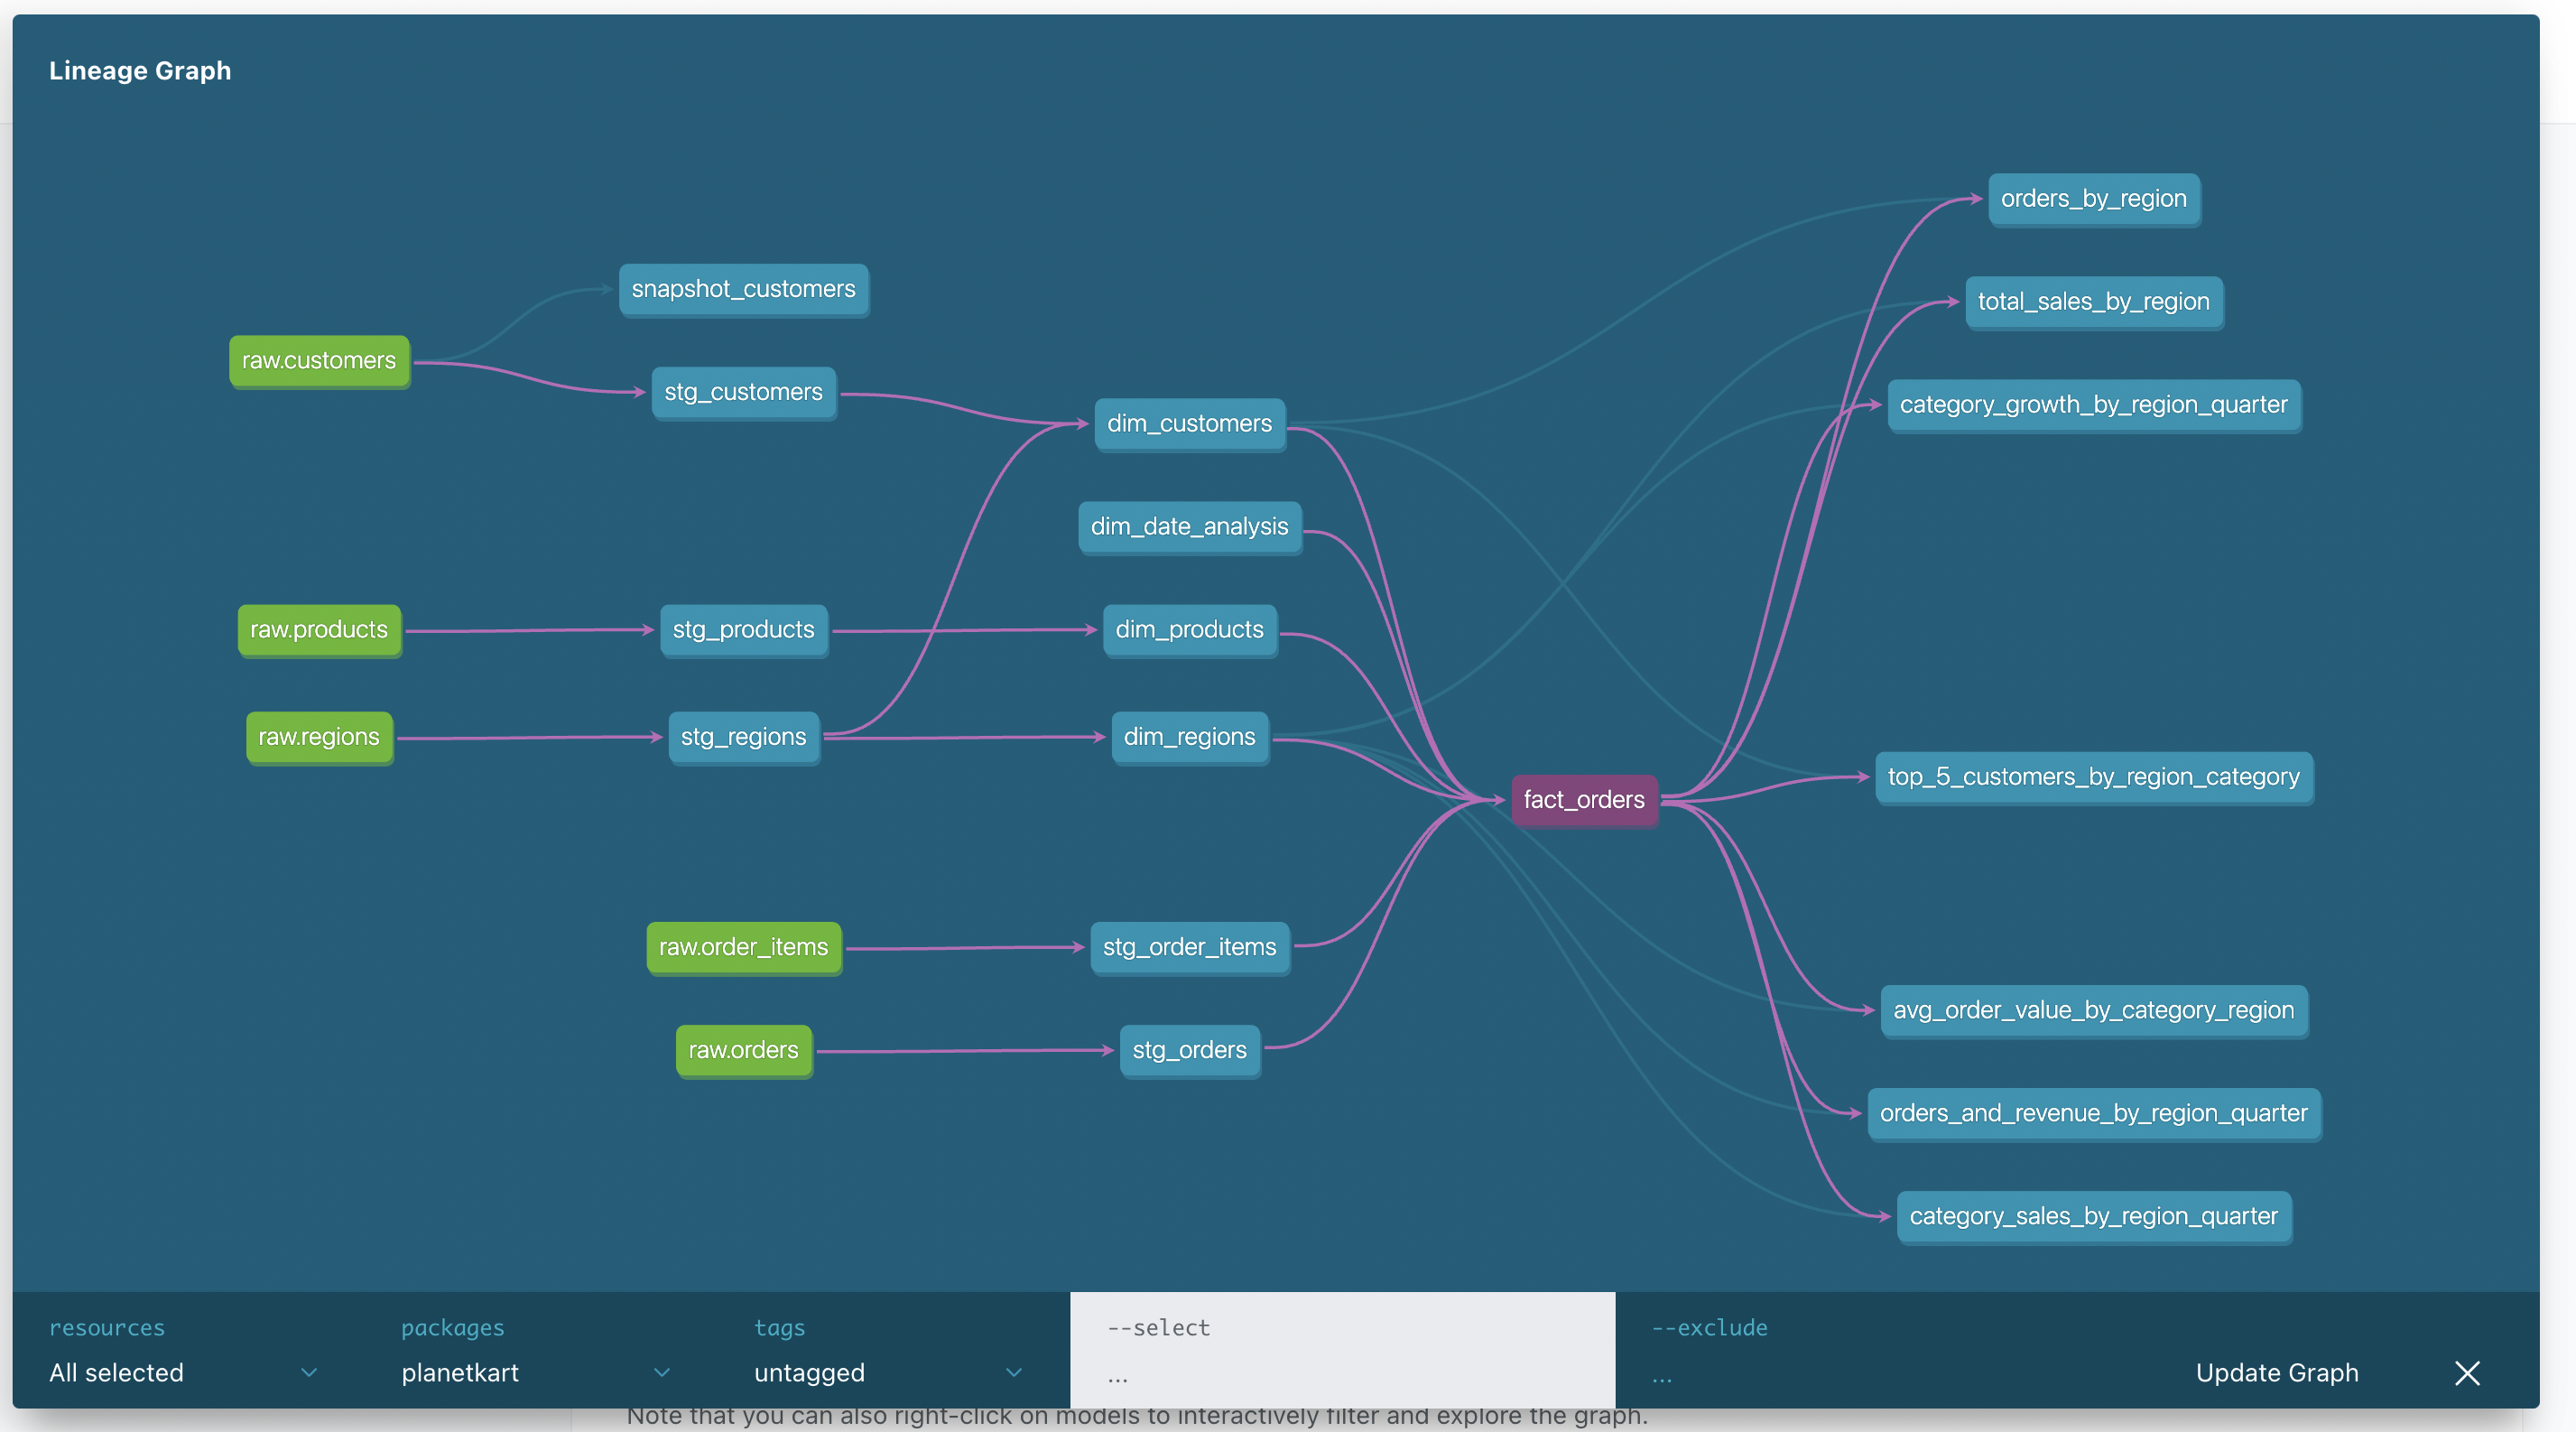 Lineage Graph
orders_by_region
snapshot_customers
total_sales_by_region
raw.customers
stg_customers
category_growth_by_region_quarter
dim_customers
dim_date_analysis
raw.products
stg_products
dim_products
raw.regions
stg_regions
dim_regions
top_5_customers_by_region_category
fact_orders
raw.order_items
stg_order_items
avg_order_value_by_category_region
raw.orders
stg_orders
orders_and_revenue_by_region_quarter
category_sales_by_region_quarter
resources
All selected
packages
planetkart
tags
untagged
--select
...
--exclude
...
Update Graph
Note that you can also right-click on models to interactively filter and explore the graph.